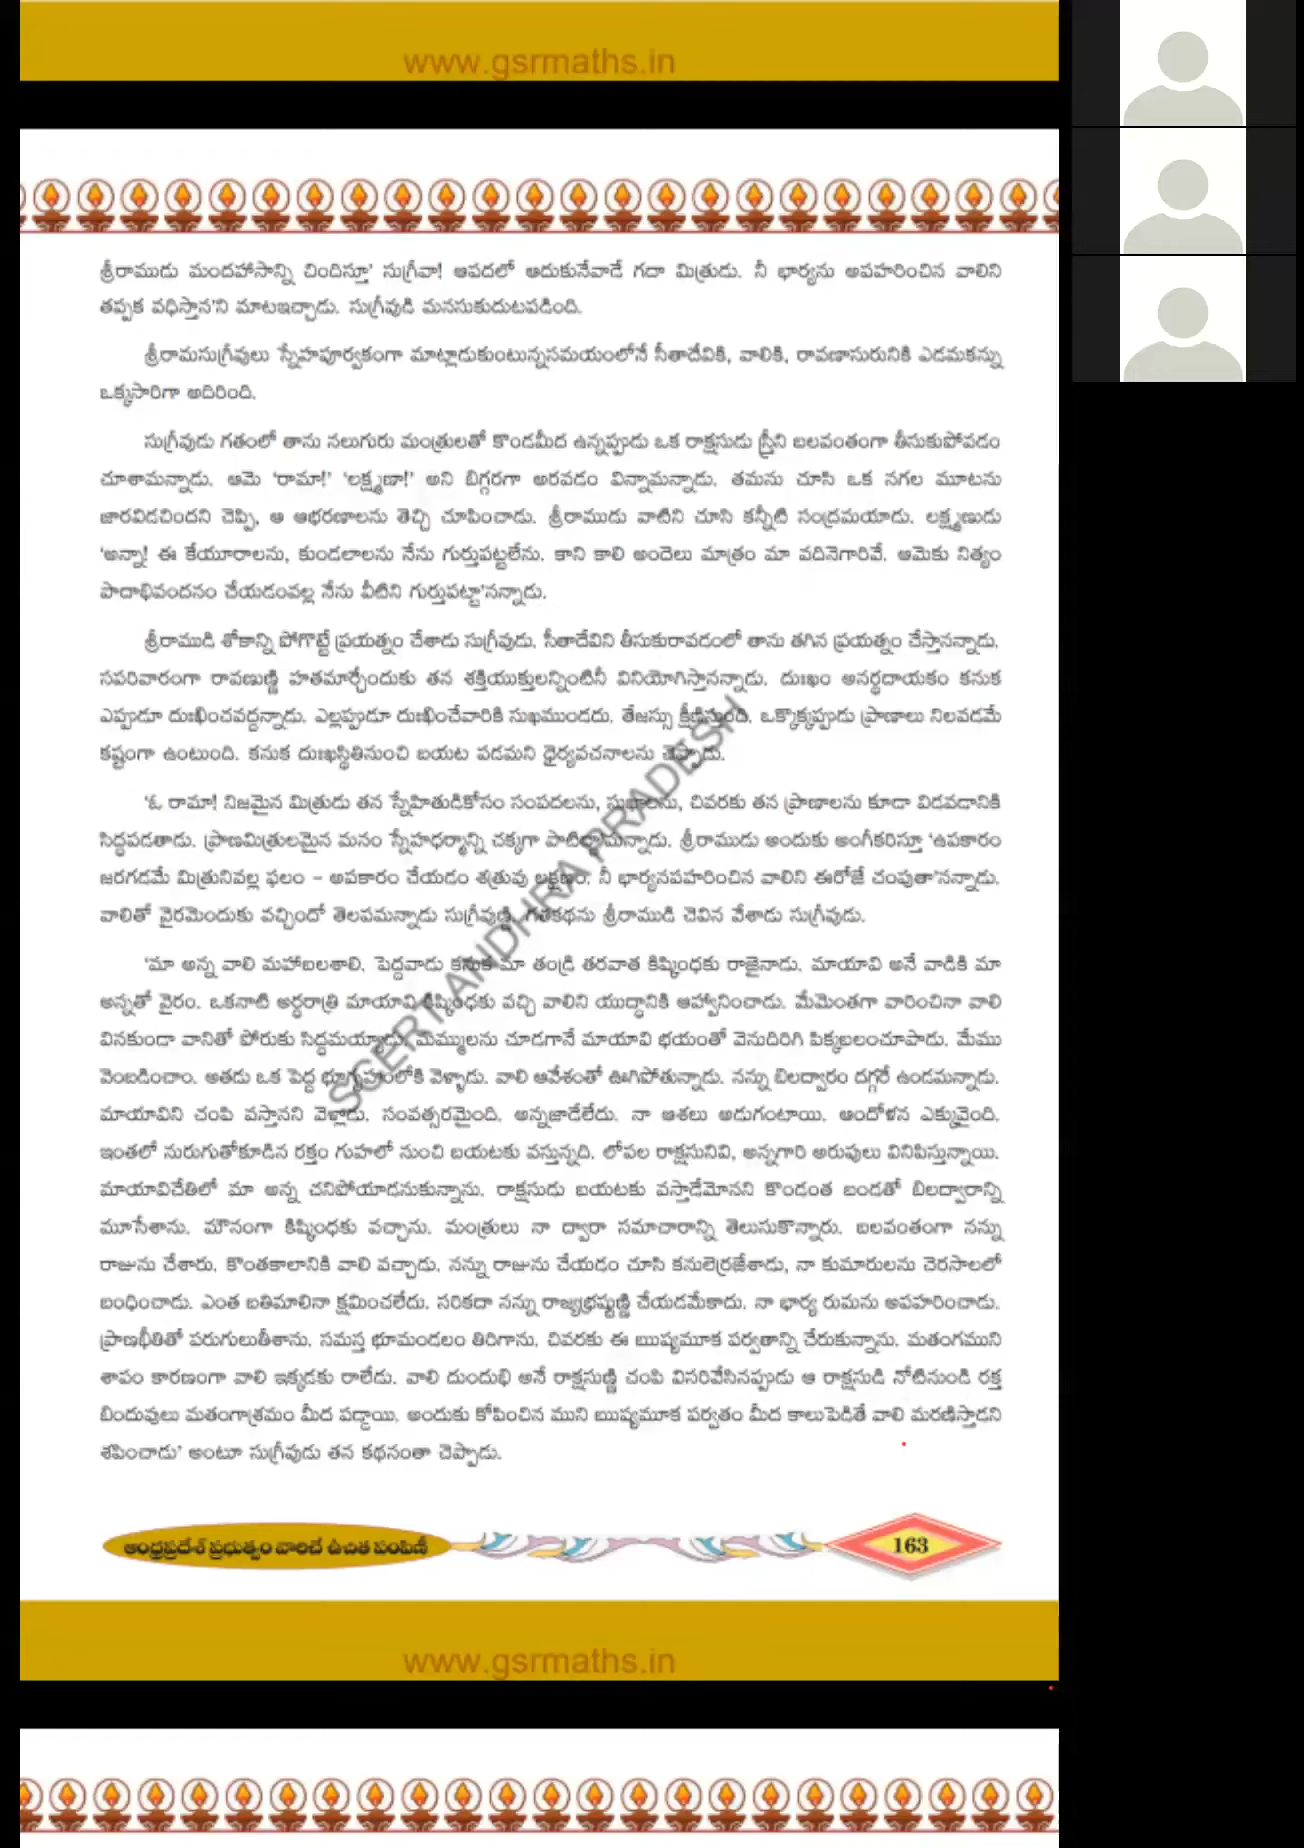 www.gsrmaths.in
శ్రీరాముడు మందహాసాన్ని చిందిస్తూ' సుగ్రీవా! ఆపదలో ఆదుకునేవాడే గదా మిత్రుడు. నీ భార్యను అపహరించిన వాలిని
తప్పక వధిస్తాన'ని మాటఇచ్చాడు. సుగ్రీవుడి మనసుకుదుటపడింది.
శ్రీరామసుగ్రీవులు స్నేహపూర్వకంగా మాట్లాడుకుంటున్నసమయంలోనే సీతాదేవికి, వాలికి, రావణాసురునికి ఎడమకన్ను
ఒక్కసారిగా అదిరింది.
సుగ్రీవుడు గతంలో తాను నలుగురు మంత్రులతో కొండమీద ఉన్నప్పుడు ఒక రాక్షసుడు స్త్రీని బలవంతంగా తీసుకుపోవడం
చూశామన్నాడు. ఆమె 'రామా!' 'లక్ష్మణా!' అని బిగ్గరగా అరవడం విన్నామన్నాడు. తమను చూసి ఒక నగల మూటను
జారవిడచిందని చెప్పి, ఆ ఆభరణాలను తెచ్చి చూపించాడు. శ్రీరాముడు వాటిని చూసి కన్నీటి సంద్రమయాడు. లక్ష్మణుడు
'అన్నా! ఈ కేయూరాలను, కుండలాలను నేను గుర్తుపట్టలేను. కాని కాలి అందెలు మాత్రం మా వదినెగారివే. ఆమెకు నిత్యం
పాదాభివందనం చేయడంవల్ల నేను వీటిని గుర్తుపట్టా'నన్నాడు.
శ్రీరాముడి శోకాన్ని పోగొట్టే ప్రయత్నం చేశాడు సుగ్రీవుడు. సీతాదేవిని తీసుకురావడంలో తాను తగిన ప్రయత్నం చేస్తానన్నాడు.
సపరివారంగా రావణుణ్ణి హతమార్చేందుకు తన శక్తియుక్తులన్నింటినీ వినియోగిస్తానన్నాడు. దుఃఖం అనర్థదాయకం కనుక
ఎప్పుడూ దుఃఖించవద్దన్నాడు. ఎల్లప్పుడూ దుఃఖించేవారికి సుఖముండదు. తేజస్సు క్షీణిస్తుంది. ఒక్కొక్కప్పుడు ప్రాణాలు నిలవడమే
కష్టంగా ఉంటుంది. కనుక దుఃఖస్థితినుంచి బయట పడమని ధైర్యవచనాలను చెప్పాడు.
'ఓ రామా! నిజమైన మిత్రుడు తన స్నేహితుడికోసం సంపదలను, సుఖాలను, చివరకు తన ప్రాణాలను కూడా విడవడానికి
సిద్ధపడతాడు. ప్రాణమిత్రులమైన మనం స్నేహధర్మాన్ని చక్కగా పాటిద్దా'మన్నాడు. శ్రీరాముడు అందుకు అంగీకరిస్తూ 'ఉపకారం
జరగడమే మిత్రునివల్ల ఫలం – అపకారం చేయడం శత్రువు లక్షణం. నీ భార్యనపహరించిన వాలిని ఈరోజే చంపుతా'నన్నాడు.
వాలితో వైరమెందుకు వచ్చిందో తెలపమన్నాడు సుగ్రీవుణ్ణి. గతకథను శ్రీరాముడి చెవిన వేశాడు సుగ్రీవుడు.
'మా అన్న వాలి మహాబలశాలి. పెద్దవాడు కనుక మా తండ్రి తరవాత కిష్కింధకు రాజైనాడు. మాయావి అనే వాడికి మా
అన్నతో వైరం. ఒకనాటి అర్ధరాత్రి మాయావి కిష్కింధకు వచ్చి వాలిని యుద్ధానికి ఆహ్వానించాడు. మేమెంతగా వారించినా వాలి
వినకుండా వానితో పోరుకు సిద్ధమయ్యాడు. మమ్ములను చూడగానే మాయావి భయంతో వెనుదిరిగి పిక్కబలంచూపాడు. మేము
వెంబడించాం. అతడు ఒక పెద్ద భూగృహంలోకి వెళ్ళాడు. వాలి ఆవేశంతో ఊగిపోతున్నాడు. నన్ను బిలద్వారం దగ్గరే ఉండమన్నాడు.
మాయావిని చంపి వస్తానని వెళ్లాడు. సంవత్సరమైంది. అన్నజాడేలేదు. నా ఆశలు అడుగంటాయి. ఆందోళన ఎక్కువైంది.
ఇంతలో నురుగుతోకూడిన రక్తం గుహలో నుంచి బయటకు వస్తున్నది. లోపల రాక్షసునివి, అన్నగారి అరుపులు వినిపిస్తున్నాయి.
మాయావిచేతిలో మా అన్న చనిపోయాడనుకున్నాను. రాక్షసుడు బయటకు వస్తాడేమోనని కొండంత బండతో బిలద్వారాన్ని
మూసేశాను. మౌనంగా కిష్కింధకు వచ్చాను. మంత్రులు నా ద్వారా సమాచారాన్ని తెలుసుకొన్నారు. బలవంతంగా నన్ను
రాజును చేశారు. కొంతకాలానికి వాలి వచ్చాడు. నన్ను రాజును చేయడం చూసి కనులెర్రజేశాడు, నా కుమారులను చెరసాలలో
బంధించాడు. ఎంత బతిమాలినా క్షమించలేదు. సరికదా నన్ను రాజ్యభ్రష్టుణ్ణి చేయడమేకాదు. నా భార్య రుమను అపహరించాడు.
ప్రాణభీతితో పరుగులుతీశాను. సమస్త భూమండలం తిరిగాను. చివరకు ఈ ఋష్యమూక పర్వతాన్ని చేరుకున్నాను. మతంగముని
శాపం కారణంగా వాలి ఇక్కడకు రాలేడు. వాలి దుందుభి అనే రాక్షసుణ్ణి చంపి విసరివేసినప్పుడు ఆ రాక్షసుడి నోటినుండి రక్త
బిందువులు మతంగాశ్రమం మీద పడ్డాయి. అందుకు కోపించిన ముని ఋష్యమూక పర్వతం మీద కాలుపెడితే వాలి మరణిస్తాడని
శపించాడు' అంటూ సుగ్రీవుడు తన కథనంతా చెప్పాడు.
SCERT ANDHRA PRADESH
ఆంధ్రప్రదేశ్ ప్రభుత్వం వారిచే ఉచిత పంపిణీ
163
www.gsrmaths.in